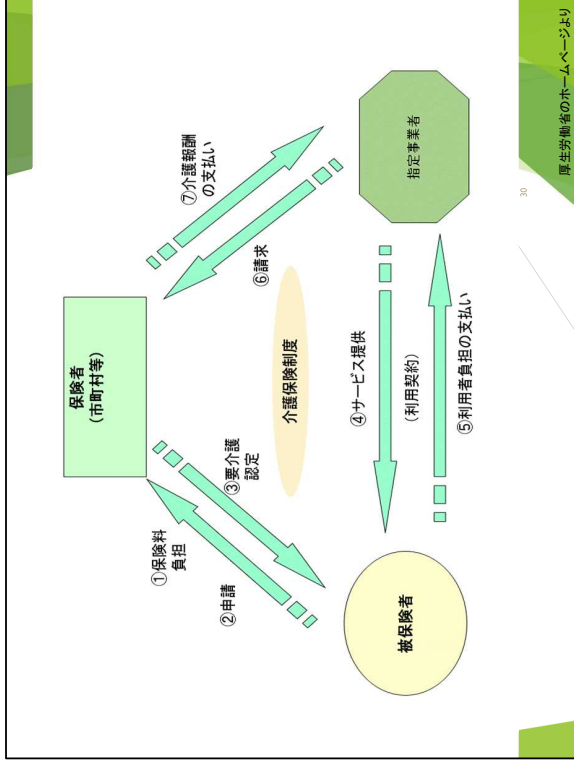 保険者
（市町村等）
①保険料
負担
②申請
③要介護
認定
⑦介護報酬
の支払い
⑥請求
介護保険制度
④サービス提供
（利用契約）
⑤利用者負担の支払い
被保険者
指定事業者
30
厚生労働省のホームページより